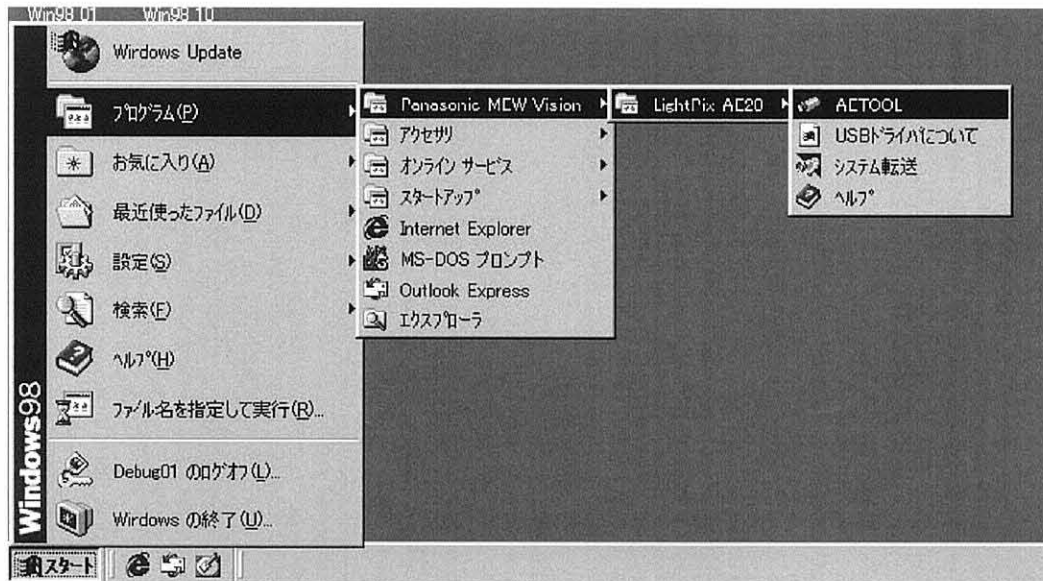 Win98 01 Win98 10
Windows Update
プログラム(P)
お気に入り(A)
最近使ったファイル(D)
設定(S)
検索(F)
ヘルプ(H)
ファイル名を指定して実行(R)...
Debug01 のログオフ(L)...
Windows の終了(U)...
Windows98
Panasonic MEW Vision
アクセサリ
オンライン サービス
スタートアップ
Internet Explorer
MS-DOS プロンプト
Outlook Express
エクスプローラ
LightPix AE20
AETOOL
USBドライバについて
システム転送
ヘルプ
スタート